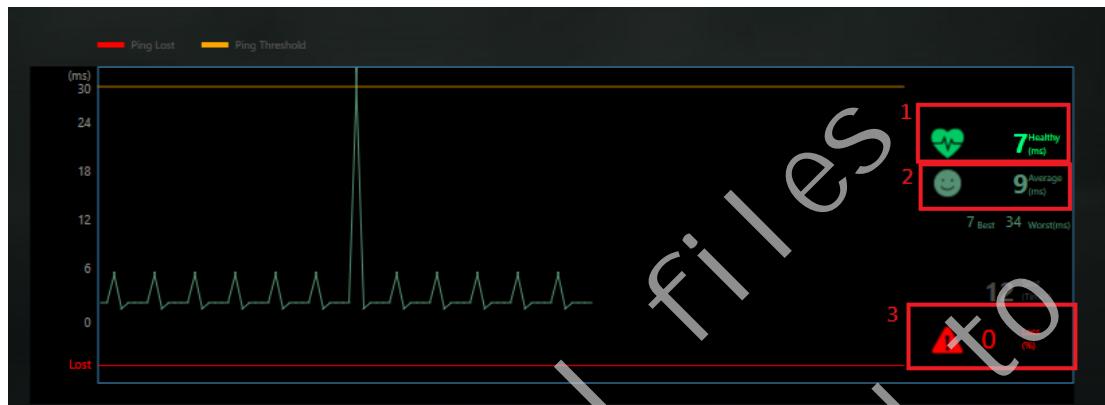 Ping Lost Ping Threshold
(ms)
30
24
18
12
6
0
Lost
1
7 Healthy
(ms)
2
9 Average
(ms)
7 Best 34 Worst(ms)
12
3
0
(%)
files
to